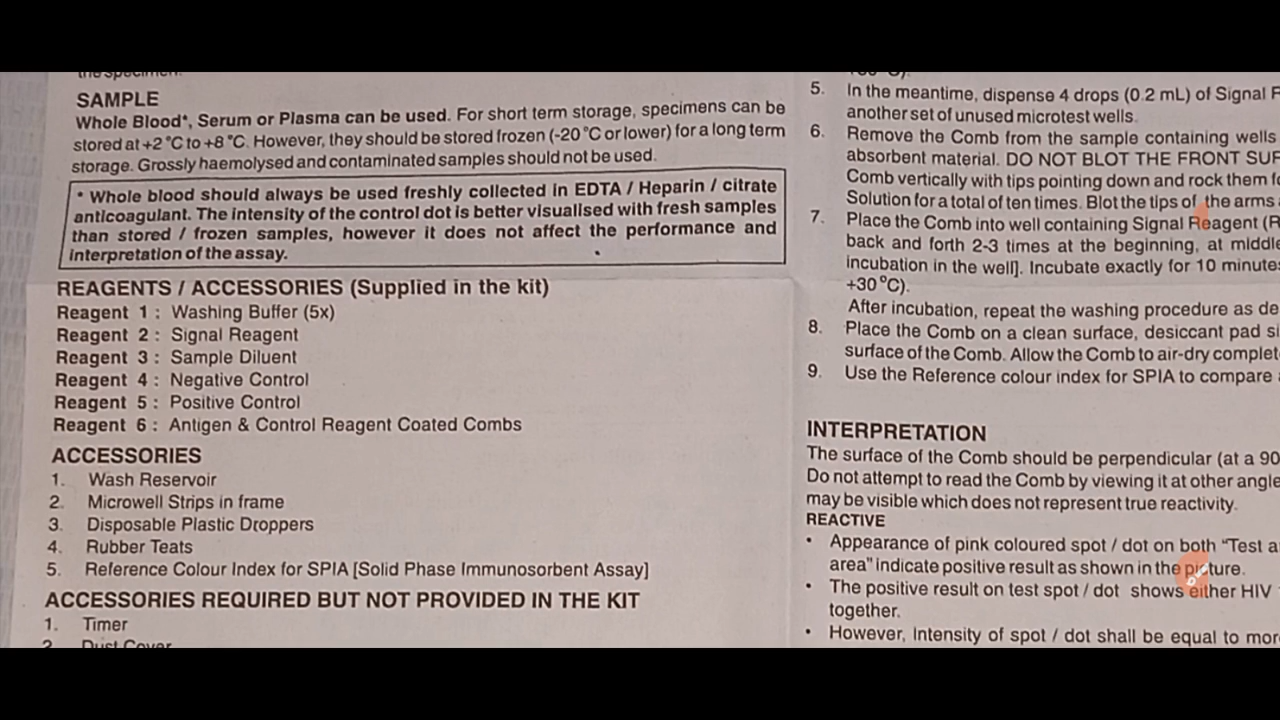 the specimen.
SAMPLE
Whole Blood*, Serum or Plasma can be used. For short term storage, specimens can be
stored at +2 °C to +8 °C. However, they should be stored frozen (-20 °C or lower) for a long term
storage. Grossly haemolysed and contaminated samples should not be used.
* Whole blood should always be used freshly collected in EDTA / Heparin / citrate
anticoagulant. The intensity of the control dot is better visualised with fresh samples
than stored / frozen samples, however it does not affect the performance and
interpretation of the assay.
REAGENTS / ACCESSORIES (Supplied in the kit)
Reagent 1 : Washing Buffer (5x)
Reagent 2 : Signal Reagent
Reagent 3 : Sample Diluent
Reagent 4 : Negative Control
Reagent 5 : Positive Control
Reagent 6 : Antigen & Control Reagent Coated Combs
ACCESSORIES
1. Wash Reservoir
2. Microwell Strips in frame
3. Disposable Plastic Droppers
4. Rubber Teats
5. Reference Colour Index for SPIA [Solid Phase Immunosorbent Assay]
ACCESSORIES REQUIRED BUT NOT PROVIDED IN THE KIT
1. Timer
2. Dust Cover
5. In the meantime, dispense 4 drops (0.2 mL) of Signal
another set of unused microtest wells.
6. Remove the Comb from the sample containing wells
absorbent material. DO NOT BLOT THE FRONT
Comb vertically with tips pointing down and rock them
Solution for a total of ten times. Blot the tips of the arms
7. Place the Comb into well containing Signal Reagent
back and forth 2-3 times at the beginning, at middle
incubation in the well]. Incubate exactly for 10
+30 °C).
After incubation, repeat the washing procedure as
8. Place the Comb on a clean surface, desiccant pad
surface of the Comb. Allow the Comb to air-dry
9. Use the Reference colour index for SPIA to compare
INTERPRETATION
The surface of the Comb should be perpendicular (at a 90
Do not attempt to read the Comb by viewing it at other
may be visible which does not represent true reactivity.
REACTIVE
• Appearance of pink coloured spot / dot on both "Test
area" indicate positive result as shown in the picture.
• The positive result on test spot / dot shows either HIV
together.
• However, Intensity of spot / dot shall be equal to